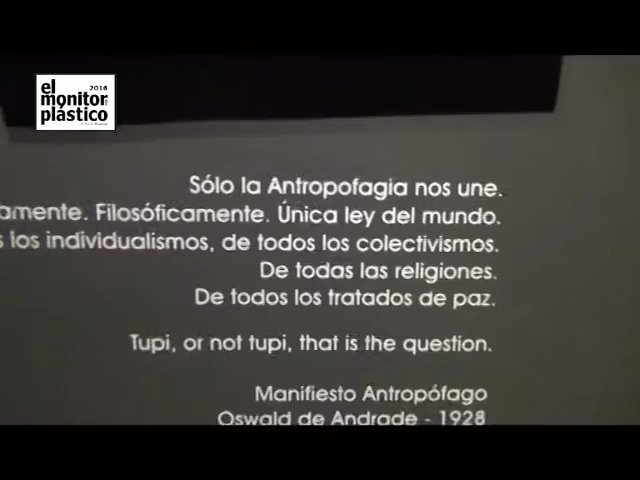 el 2016
monitor
plástico
Sólo la Antropofagia nos une.
amente. Filosóficamente. Única ley del mundo.
s los individualismos, de todos los colectivismos.
De todas las religiones.
De todos los tratados de paz.
Tupi, or not tupi, that is the question.
Manifiesto Antropófago
Oswald de Andrade - 1928